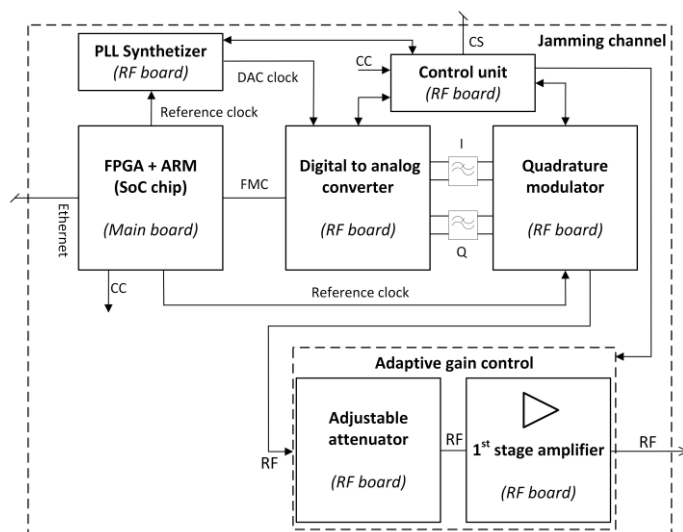 CS
Jamming channel
PLL Synthetizer
(RF board)
CC
Control unit
(RF board)
DAC clock
Reference clock
FPGA + ARM
(SoC chip)
(Main board)
FMC
Digital to analog
converter
(RF board)
I
Q
Quadrature
modulator
(RF board)
Ethernet
CC
Reference clock
Adaptive gain control
Adjustable
attenuator
(RF board)
RF
RF
1st stage amplifier
(RF board)
RF